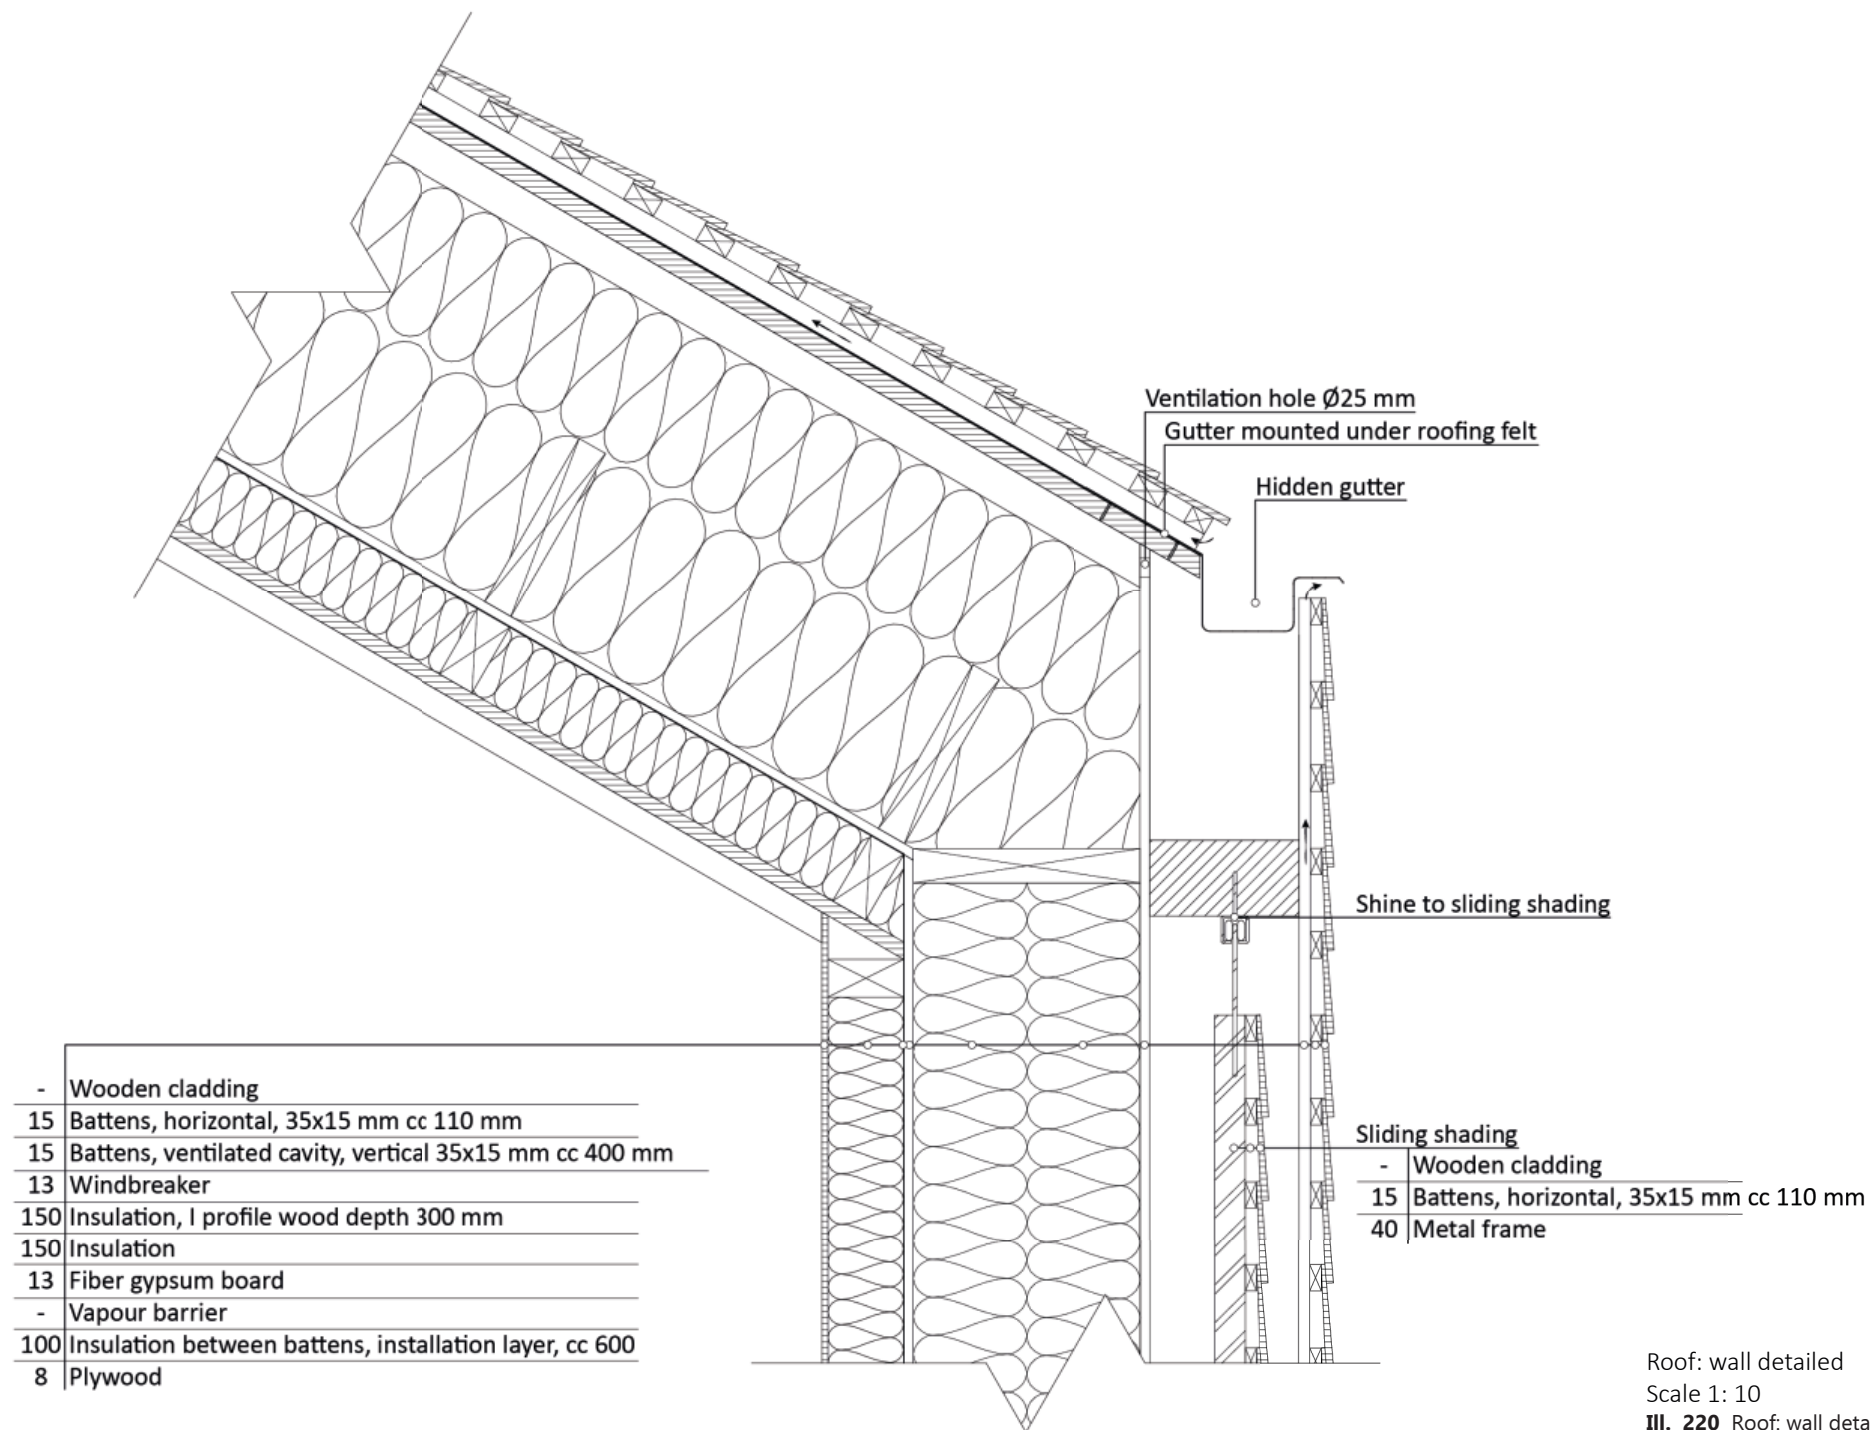 Ventilation hole Ø25 mm
Gutter mounted under roofing felt
Hidden gutter
Shine to sliding shading
- Wooden cladding
15 Battens, horizontal, 35x15 mm cc 110 mm
15 Battens, ventilated cavity, vertical 35x15 mm cc 400 mm
13 Windbreaker
150 Insulation, I profile wood depth 300 mm
150 Insulation
13 Fiber gypsum board
- Vapour barrier
100 Insulation between battens, installation layer, cc 600
8 Plywood
Sliding shading
- Wooden cladding
15 Battens, horizontal, 35x15 mm cc 110 mm
40 Metal frame
Roof: wall detailed
Scale 1: 10
Ill. 220 Roof: wall deta